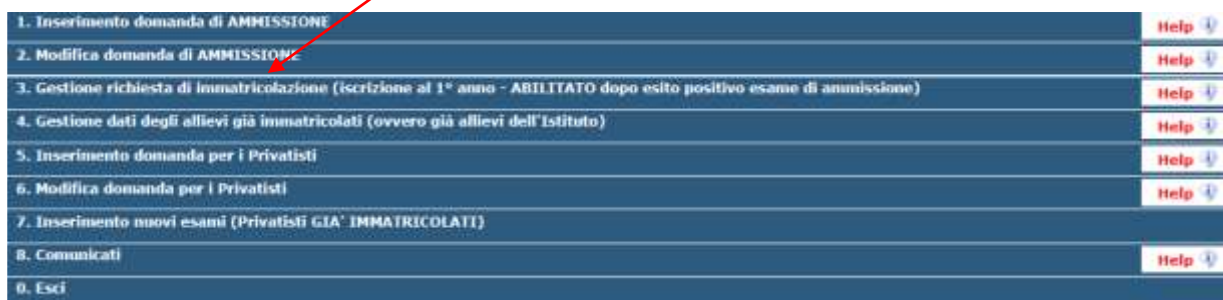 1. Inserimento domanda di AMMISSIONE Help
2. Modifica domanda di AMMISSIONE Help
3. Gestione richiesta di immatricolazione (iscrizione al 1° anno - ABILITATO dopo esito positivo esame di ammissione) Help
4. Gestione dati degli allievi già immatricolati (ovvero già allievi dell'Istituto) Help
5. Inserimento domanda per i Privatisti Help
6. Modifica domanda per i Privatisti Help
7. Inserimento nuovi esami (Privatisti GIA' IMMATRICOLATI)
8. Comunicati Help
0. Esci